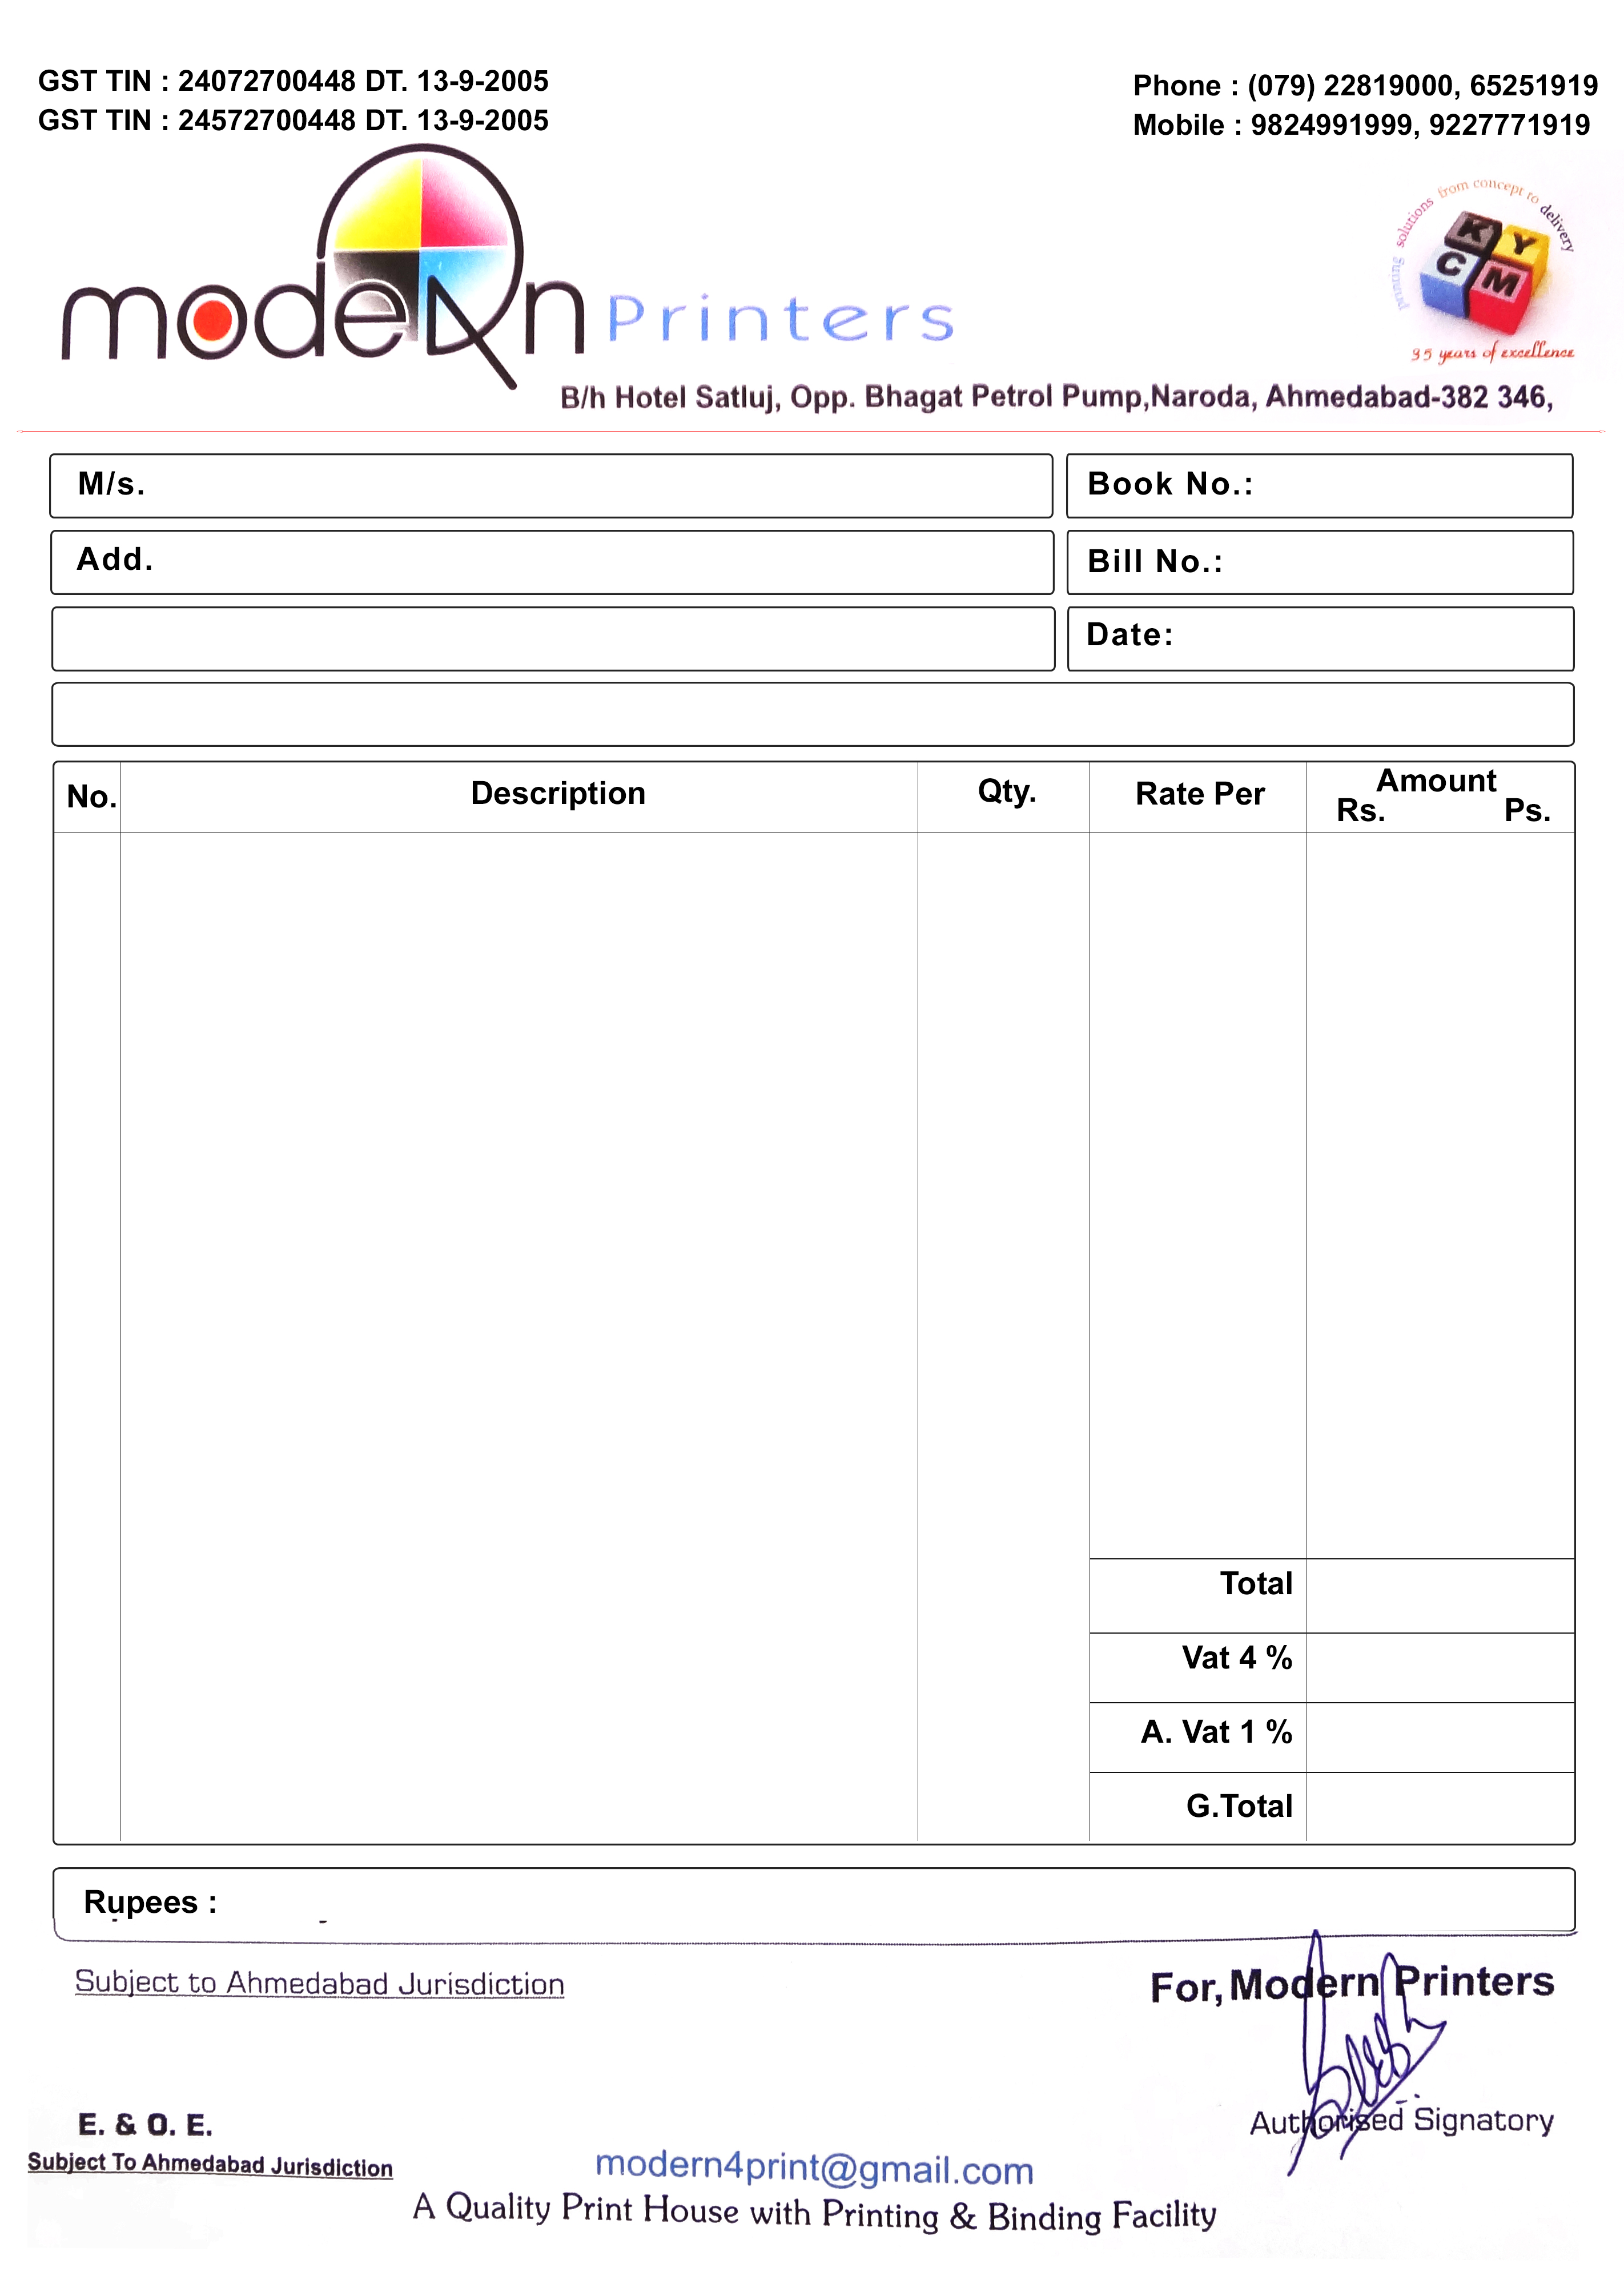 GST TIN : 24072700448 DT. 13-9-2005
GST TIN : 24572700448 DT. 13-9-2005
Phone : (079) 22819000, 65251919
Mobile : 9824991999, 9227771919
modern Printers
printing solutions from concept to delivery
K Y
C M
35 years of excellence
B/h Hotel Satluj, Opp. Bhagat Petrol Pump,Naroda, Ahmedabad-382 346,
M/s.
Book No.:
Add.
Bill No.:
Date:
No. Description Qty. Rate Per Amount
Rs. Ps.
Total
Vat 4 %
A. Vat 1 %
G.Total
Rupees :
Subject to Ahmedabad Jurisdiction
For, Modern Printers
Authorised Signatory
E. & O. E.
Subject To Ahmedabad Jurisdiction
modern4print@gmail.com
A Quality Print House with Printing & Binding Facility